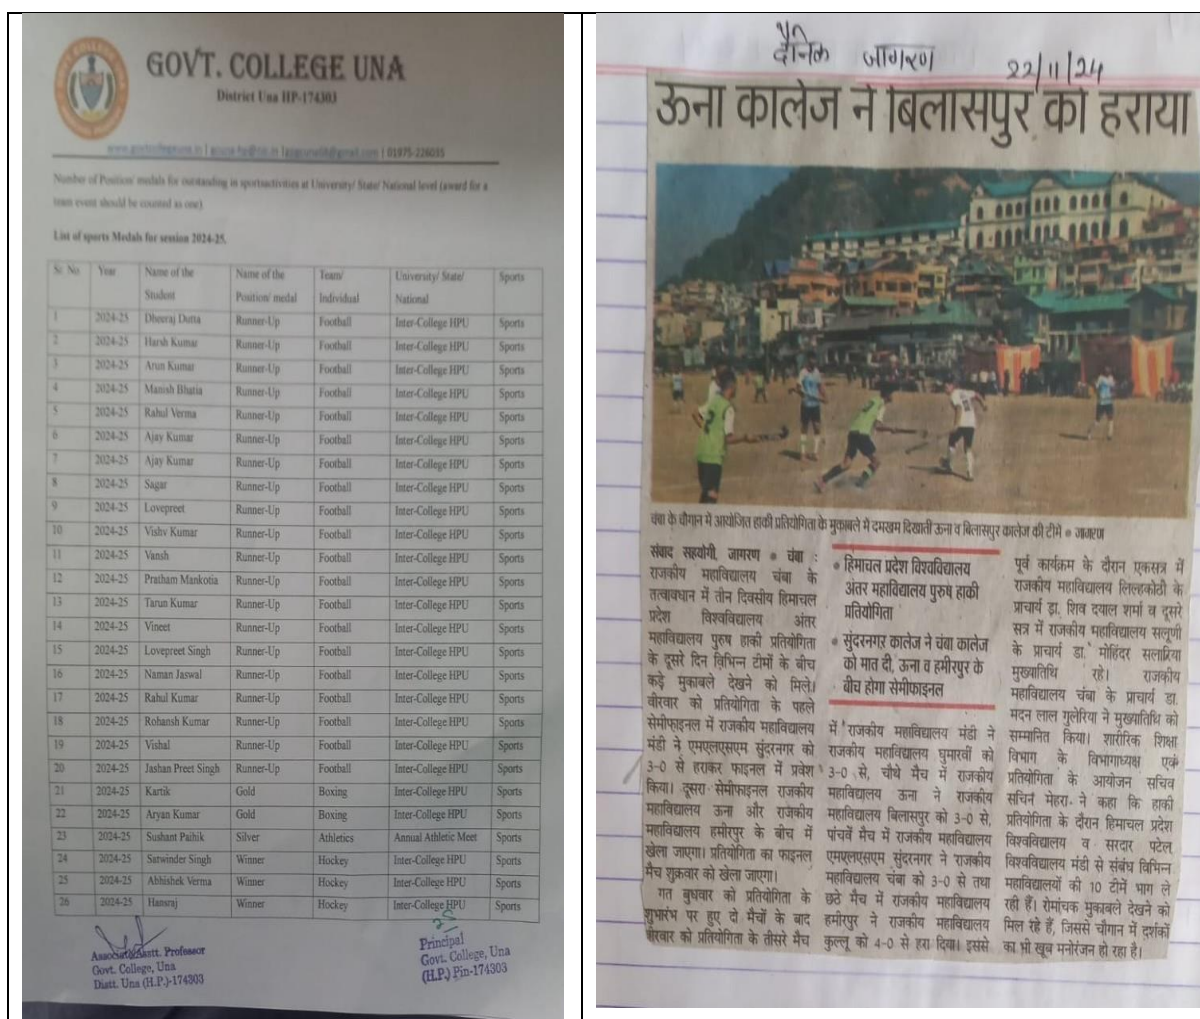 GOVT. COLLEGE UNA
District Una HP-174303
| 01975-226035
Number of Position/ medals for outstanding in sportsactivities at University/ State/ National level (award for a
team event should be counted as one)
List of sports Medals for session 2024-25.
Sr. No. Year Name of the Student Name of the Position/ medal Team/ Individual University/ State/ National Sports
1 2024-25 Dheeraj Dutta Runner-Up Football Inter-College HPU Sports
2 2024-25 Harsh Kumar Runner-Up Football Inter-College HPU Sports
3 2024-25 Arun Kumar Runner-Up Football Inter-College HPU Sports
4 2024-25 Manish Bhatia Runner-Up Football Inter-College HPU Sports
5 2024-25 Rahul Verma Runner-Up Football Inter-College HPU Sports
6 2024-25 Ajay Kumar Runner-Up Football Inter-College HPU Sports
7 2024-25 Ajay Kumar Runner-Up Football Inter-College HPU Sports
8 2024-25 Sagar Runner-Up Football Inter-College HPU Sports
9 2024-25 Lovepreet Runner-Up Football Inter-College HPU Sports
10 2024-25 Vishv Kumar Runner-Up Football Inter-College HPU Sports
11 2024-25 Vansh Runner-Up Football Inter-College HPU Sports
12 2024-25 Pratham Mankotia Runner-Up Football Inter-College HPU Sports
13 2024-25 Tarun Kumar Runner-Up Football Inter-College HPU Sports
14 2024-25 Vineet Runner-Up Football Inter-College HPU Sports
15 2024-25 Lovepreet Singh Runner-Up Football Inter-College HPU Sports
16 2024-25 Naman Jaswal Runner-Up Football Inter-College HPU Sports
17 2024-25 Rahul Kumar Runner-Up Football Inter-College HPU Sports
18 2024-25 Rohansh Kumar Runner-Up Football Inter-College HPU Sports
19 2024-25 Vishal Runner-Up Football Inter-College HPU Sports
20 2024-25 Jashan Preet Singh Runner-Up Football Inter-College HPU Sports
21 2024-25 Kartik Gold Boxing Inter-College HPU Sports
22 2024-25 Aryan Kumar Gold Boxing Inter-College HPU Sports
23 2024-25 Sushant Silver Athletics Annual Athletic Meet Sports
24 2024-25 Satwinder Singh Winner Hockey Inter-College HPU Sports
25 2024-25 Abhishek Verma Winner Hockey Inter-College HPU Sports
26 2024-25 Hansraj Winner Hockey Inter-College HPU Sports
Associate/Asstt. Professor
Govt. College, Una
Distt. Una (H.P.)-174303
Principal
Govt. College, Una
(H.P.) Pin-174303
दैनिक जागरण 22/11/24
ऊना कालेज ने बिलासपुर को हराया
चंबा के चौगान में आयोजित हाकी प्रतियोगिता के मुकाबले में दमखम दिखाती ऊना व बिलासपुर कालेज की टीमें ● जागरण
संवाद सहयोगी, जागरण ● चंबा :
राजकीय महाविद्यालय चंबा के
तत्वावधान में तीन दिवसीय हिमाचल
प्रदेश विश्वविद्यालय अंतर
महाविद्यालय पुरुष हाकी प्रतियोगिता
के दूसरे दिन विभिन्न टीमों के बीच
कड़े मुकाबले देखने को मिले।
वीरवार को प्रतियोगिता के पहले
सेमीफाइनल में राजकीय महाविद्यालय
मंडी ने एमएलएसएम सुंदरनगर को
3-0 से हराकर फाइनल में प्रवेश
किया। दूसरा सेमीफाइनल राजकीय
महाविद्यालय ऊना और राजकीय
महाविद्यालय हमीरपुर के बीच में
खेला जाएगा। प्रतियोगिता का फाइनल
मैच शुक्रवार को खेला जाएगा।
गत बुधवार को प्रतियोगिता के
शुभारंभ पर हुए दो मैचों के बाद
वीरवार को प्रतियोगिता के तीसरे मैच
● हिमाचल प्रदेश विश्वविद्यालय
अंतर महाविद्यालय पुरुष हाकी
प्रतियोगिता
● सुंदरनगर कालेज ने चंबा कालेज
को मात दी, ऊना व हमीरपुर के
बीच होगा सेमीफाइनल
में राजकीय महाविद्यालय मंडी ने
राजकीय महाविद्यालय घुमारवीं को
3-0 से, चौथे मैच में राजकीय
महाविद्यालय ऊना ने राजकीय
महाविद्यालय बिलासपुर को 3-0 से,
पांचवें मैच में राजकीय महाविद्यालय
एमएलएसएम सुंदरनगर ने राजकीय
महाविद्यालय चंबा को 3-0 से तथा
छठे मैच में राजकीय महाविद्यालय
हमीरपुर ने राजकीय महाविद्यालय
कुल्लू को 4-0 से हरा दिया। इससे
पूर्व कार्यक्रम के दौरान एकसत्र में
राजकीय महाविद्यालय लिल्हकोठी के
प्राचार्य डा. शिव दयाल शर्मा व दूसरे
सत्र में राजकीय महाविद्यालय सलूणी
के प्राचार्य डा. मोहिंदर सलारिया
मुख्यातिथि रहे। राजकीय
महाविद्यालय चंबा के प्राचार्य डा.
मदन लाल गुलेरिया ने मुख्यातिथि को
सम्मानित किया। शारीरिक शिक्षा
विभाग के विभागाध्यक्ष एवं
प्रतियोगिता के आयोजन सचिव
सचिन मेहरा ने कहा कि हाकी
प्रतियोगिता के दौरान हिमाचल प्रदेश
विश्वविद्यालय व सरदार पटेल
विश्वविद्यालय मंडी से संबंध विभिन्न
महाविद्यालयों की 10 टीमें भाग ले
रही हैं। रोमांचक मुकाबले देखने को
मिल रहे हैं, जिससे चौगान में दर्शकों
का भी खूब मनोरंजन हो रहा है।